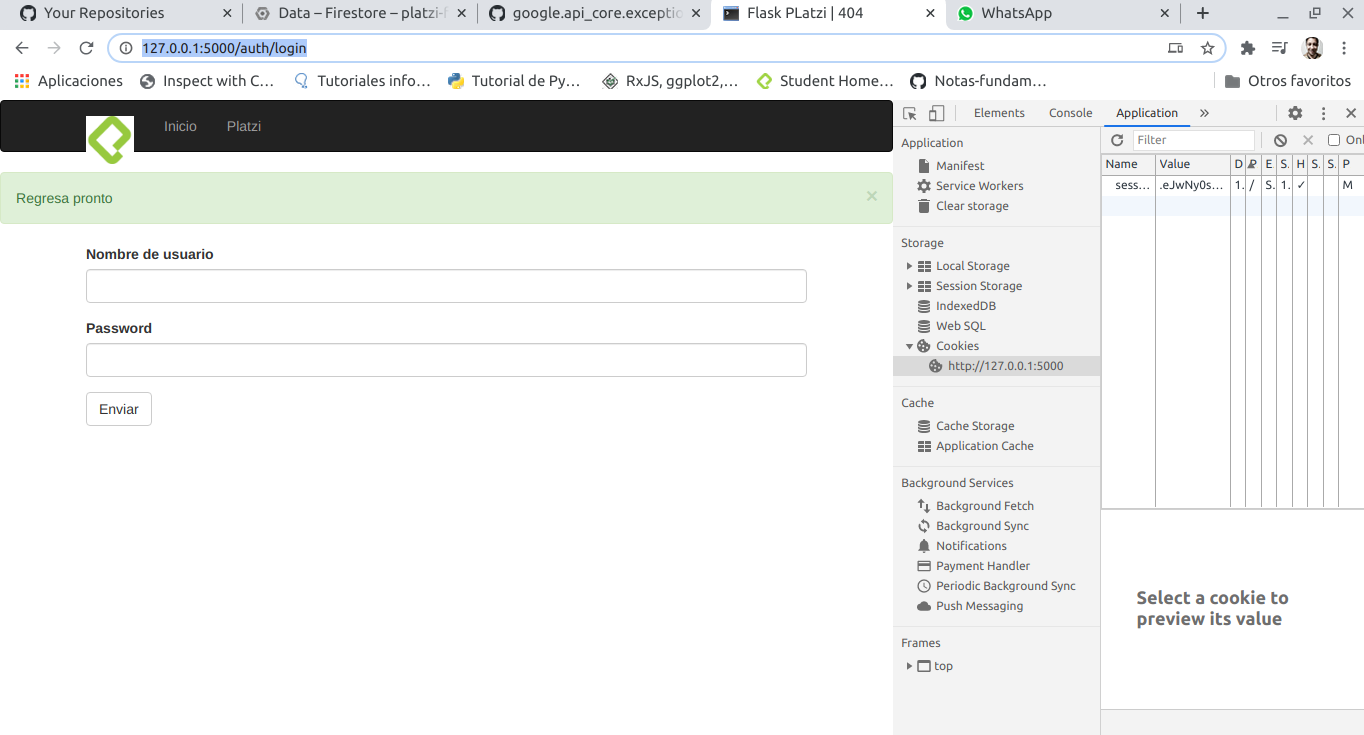 Your Repositories
Data – Firestore – platzi-f
google.api_core.exceptio
Flask PLatzi | 404
WhatsApp
127.0.0.1:5000/auth/login
Aplicaciones
Inspect with C...
Tutoriales info...
Tutorial de Py...
RxJS, ggplot2,...
Student Home...
Notas-fundam...
Otros favoritos
Inicio
Platzi
Regresa pronto
×
Nombre de usuario
Password
Enviar
Elements
Console
Application
»
Application
Manifest
Service Workers
Clear storage
Storage
Local Storage
Session Storage
IndexedDB
Web SQL
Cookies
http://127.0.0.1:5000
Cache
Cache Storage
Application Cache
Background Services
Background Fetch
Background Sync
Notifications
Payment Handler
Periodic Background Sync
Push Messaging
Frames
top
Filter
Onl
Name Value D P E S. H S. S. P
sess... .eJwNy0s... 1. / S. 1. ✓ M
Select a cookie to
preview its value